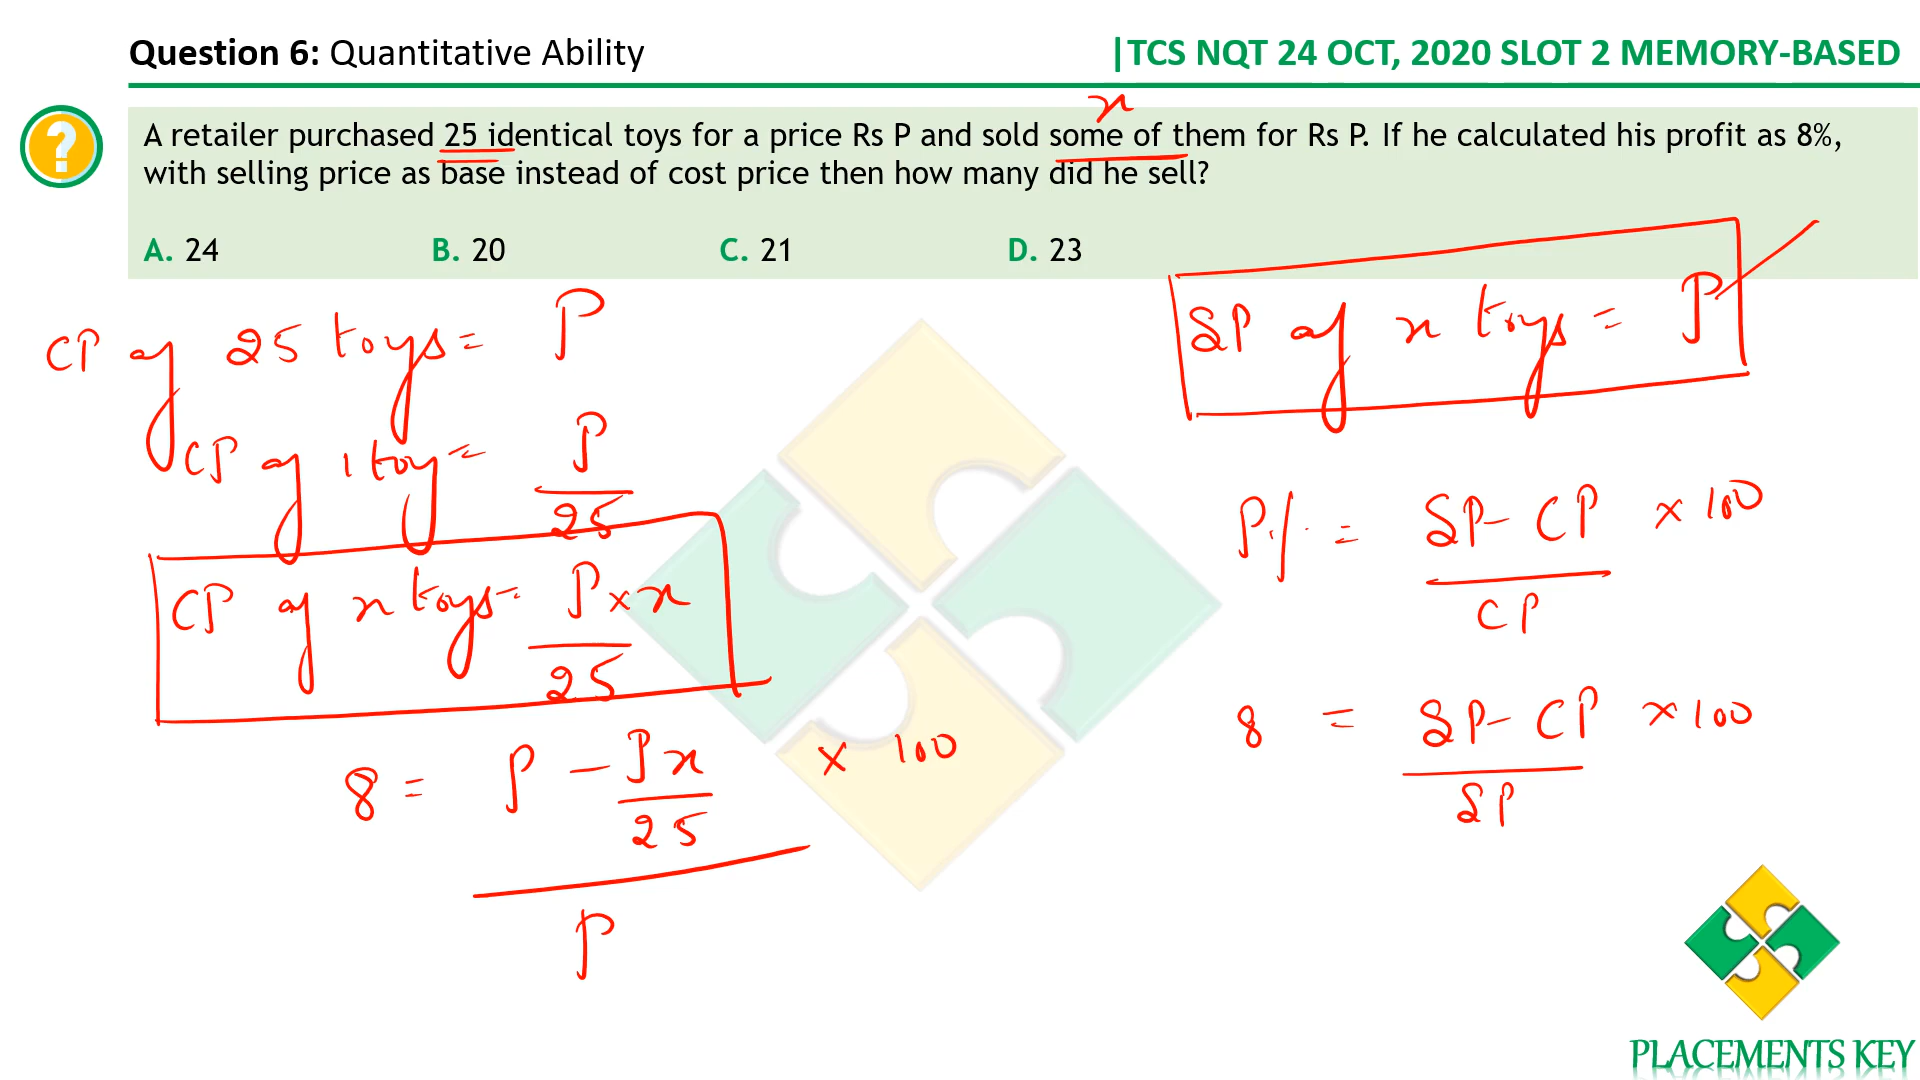 Question 6: Quantitative Ability
|TCS NQT 24 OCT, 2020 SLOT 2 MEMORY-BASED
x
A retailer purchased 25 identical toys for a price Rs P and sold some of them for Rs P. If he calculated his profit as 8%,
with selling price as base instead of cost price then how many did he sell?
A. 24 B. 20 C. 21 D. 23
CP of 25 toys = P
CP of 1 toy = P
25
CP of x toys = P × x
25
8 = P - Px × 100
25
P
SP of x toys = P
P% = SP - CP × 100
CP
8 = SP - CP × 100
SP
PLACEMENTS KEY